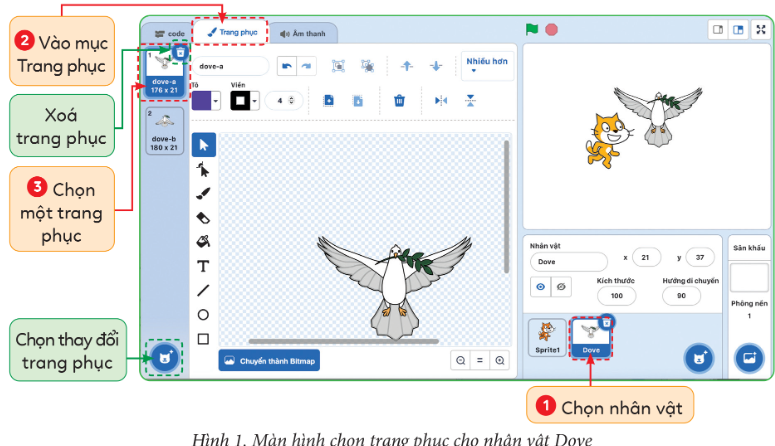 2 Vào mục
Trang phục
Xoá
trang phục
3 Chọn
một trang
phục
Chọn thay đổi
trang phục
code
Trang phục
Âm thanh
1
dove-a
176 x 21
2
dove-b
180 x 21
dove-a
Nhiều hơn
Tô
Viền
4
T
Chuyển thành Bitmap
=
Nhân vật
Dove
x 21
y 37
Kích thước
100
Hướng di chuyển
90
Sprite1
Dove
Sân khấu
Phông nền
1
1 Chọn nhân vật
Hình 1. Màn hình chọn trang phục cho nhân vật Dove